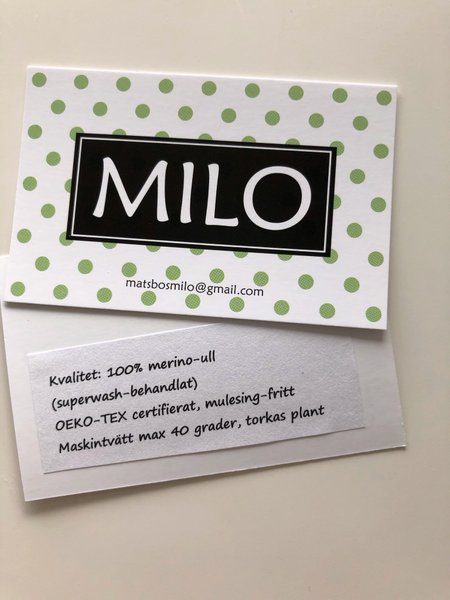 MILO
matsbosmilo@gmail.com
Kvalitet: 100% merino-ull
(superwash-behandlat)
OEKO-TEX certifierat, mulesing-fritt
Maskintvätt max 40 grader, torkas plant